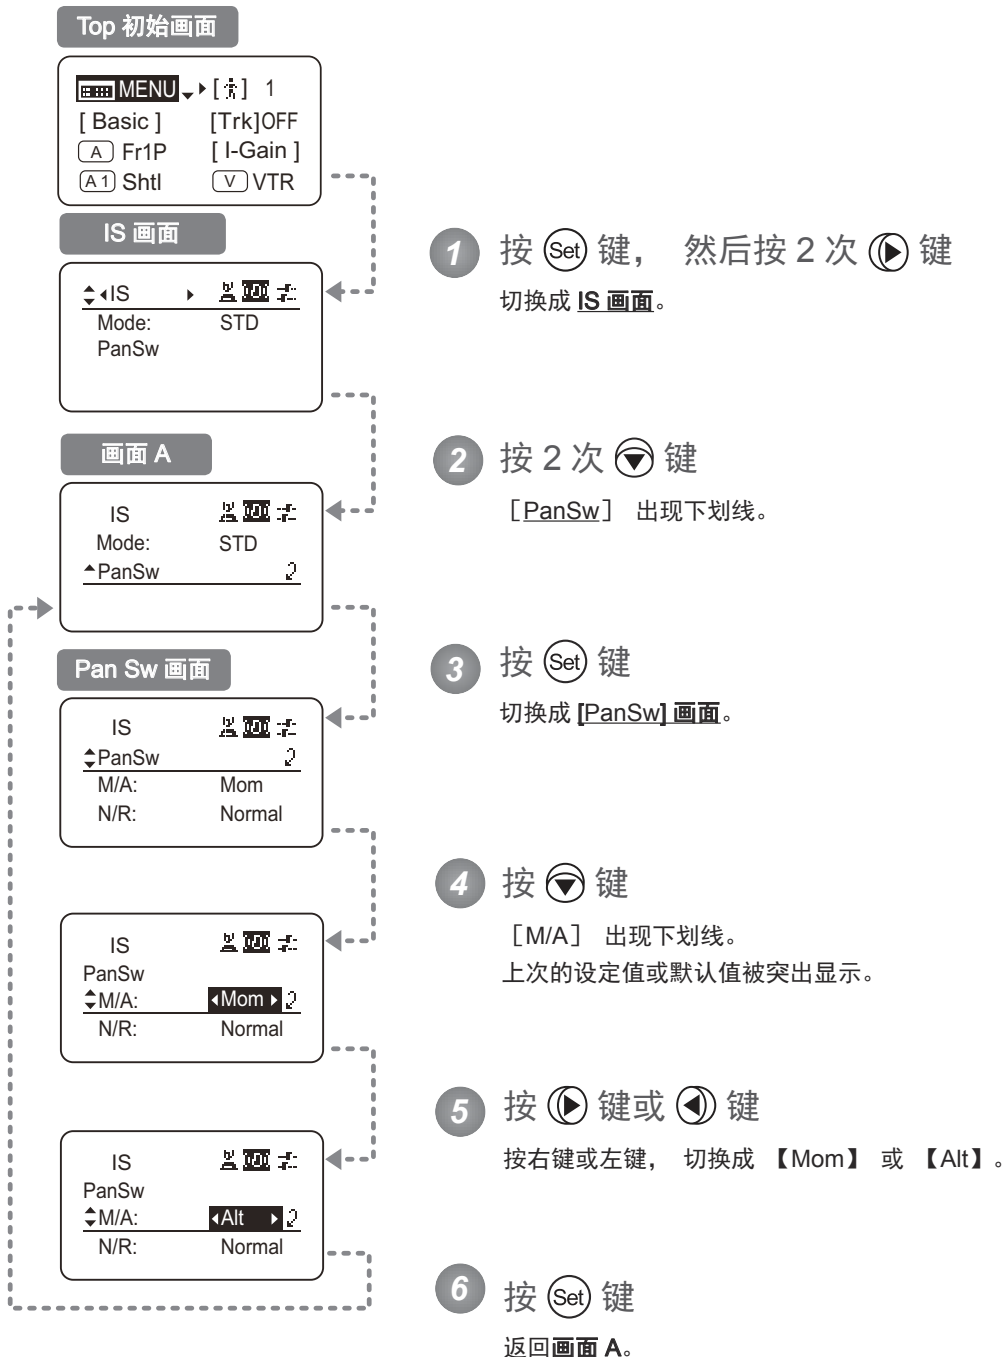 Top 初始画面
MENU [ ] 1
[ Basic ] [Trk]OFF
A Fr1P [ I-Gain ]
A1 Shtl V VTR
IS 画面
IS
Mode: STD
PanSw
1 按 Set 键， 然后按 2 次 键
切换成 IS 画面。
画面 A
IS
Mode: STD
PanSw
2 按 2 次 键
［PanSw］ 出现下划线。
Pan Sw 画面
IS
PanSw
M/A: Mom
N/R: Normal
3 按 Set 键
切换成 [PanSw] 画面。
IS
PanSw
M/A: Mom
N/R: Normal
4 按 键
［M/A］ 出现下划线。
上次的设定值或默认值被突出显示。
IS
PanSw
M/A: Alt
N/R: Normal
5 按 键或 键
按右键或左键， 切换成 【Mom】 或 【Alt】。
6 按 Set 键
返回画面 A。